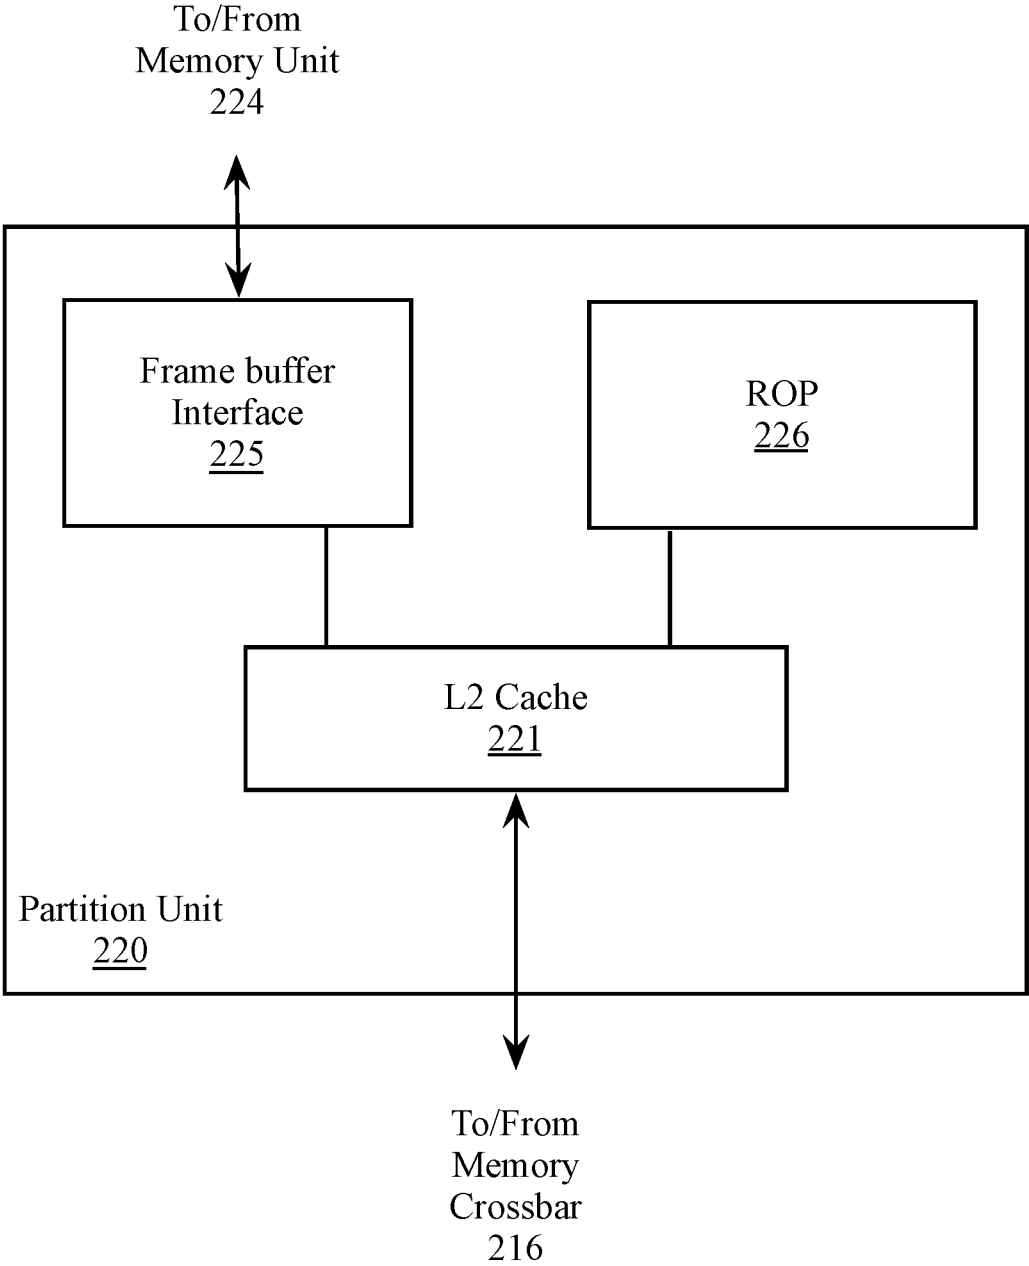 To/From
Memory Unit
224
Frame buffer
Interface
225
ROP
226
L2 Cache
221
Partition Unit
220
To/From
Memory
Crossbar
216